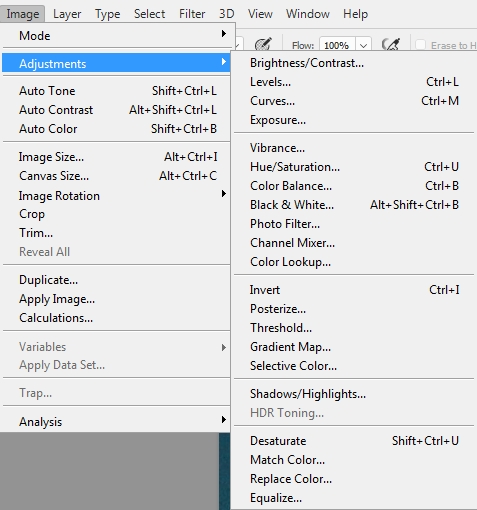 Image Layer Type Select Filter 3D View Window Help
Flow: 100% Erase to H
Mode
Adjustments
Auto Tone Shift+Ctrl+L
Auto Contrast Alt+Shift+Ctrl+L
Auto Color Shift+Ctrl+B
Image Size... Alt+Ctrl+I
Canvas Size... Alt+Ctrl+C
Image Rotation
Crop
Trim...
Reveal All
Duplicate...
Apply Image...
Calculations...
Variables
Apply Data Set...
Trap...
Analysis
Brightness/Contrast...
Levels... Ctrl+L
Curves... Ctrl+M
Exposure...
Vibrance...
Hue/Saturation... Ctrl+U
Color Balance... Ctrl+B
Black & White... Alt+Shift+Ctrl+B
Photo Filter...
Channel Mixer...
Color Lookup...
Invert Ctrl+I
Posterize...
Threshold...
Gradient Map...
Selective Color...
Shadows/Highlights...
HDR Toning...
Desaturate Shift+Ctrl+U
Match Color...
Replace Color...
Equalize...